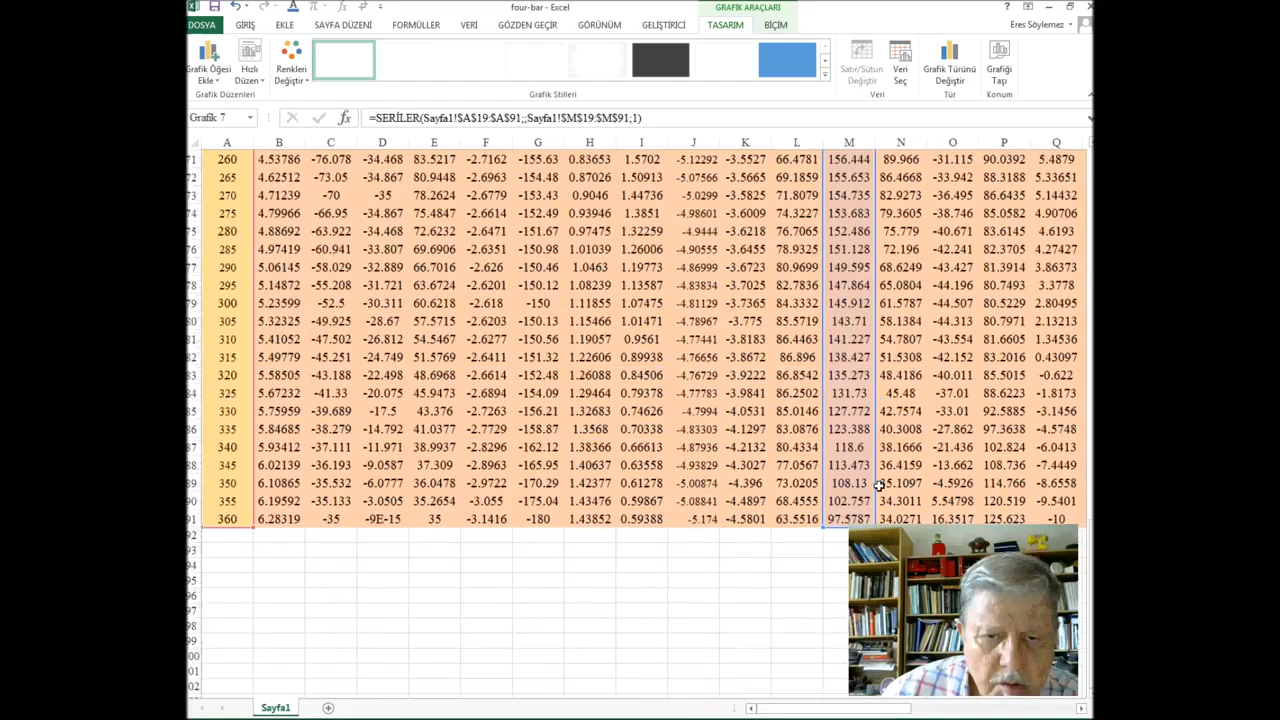 four-bar - Excel
GRAFİK ARAÇLARI
DOSYA GİRİŞ EKLE SAYFA DÜZENİ FORMÜLLER VERİ GÖZDEN GEÇİR GÖRÜNÜM GELİŞTİRİCİ TASARIM BİÇİM Eres Söylemez
Grafik Öğesi Ekle
Hızlı Düzen
Renkleri Değiştir
Satır/Sütun Değiştir
Veri Seç
Grafik Türünü Değiştir
Grafiği Taşı
Grafik Düzenleri Grafik Stilleri Veri Tür Konum
Grafik 7 fx =SERİLER(Sayfa1!$A$19:$A$91;;Sayfa1!$M$19:$M$91;1)
A B C D E F G H I J K L M N O P Q
71 260 4.53786 -76.078 -34.468 83.5217 -2.7162 -155.63 0.83653 1.5702 -5.12292 -3.5527 66.4781 156.444 89.966 -31.115 90.0392 5.4879
72 265 4.62512 -73.05 -34.867 80.9448 -2.6963 -154.48 0.87026 1.50913 -5.07566 -3.5665 69.1859 155.653 86.4668 -33.942 88.3188 5.33651
73 270 4.71239 -70 -35 78.2624 -2.6779 -153.43 0.9046 1.44736 -5.0299 -3.5823 71.8079 154.735 82.9273 -36.495 86.6435 5.14432
74 275 4.79966 -66.95 -34.867 75.4847 -2.6614 -152.49 0.93946 1.3851 -4.98601 -3.6009 74.3227 153.683 79.3605 -38.746 85.0582 4.90706
75 280 4.88692 -63.922 -34.468 72.6232 -2.6471 -151.67 0.97475 1.32259 -4.9444 -3.6218 76.7065 152.486 75.779 -40.671 83.6145 4.6193
76 285 4.97419 -60.941 -33.807 69.6906 -2.6351 -150.98 1.01039 1.26006 -4.90555 -3.6455 78.9325 151.128 72.196 -42.241 82.3705 4.27427
77 290 5.06145 -58.029 -32.889 66.7016 -2.626 -150.46 1.0463 1.19773 -4.86999 -3.6723 80.9699 149.595 68.6249 -43.427 81.3914 3.86373
78 295 5.14872 -55.208 -31.721 63.6724 -2.6201 -150.12 1.08239 1.13587 -4.83834 -3.7025 82.7836 147.864 65.0804 -44.196 80.7493 3.3778
79 300 5.23599 -52.5 -30.311 60.6218 -2.618 -150 1.11855 1.07475 -4.81129 -3.7365 84.3332 145.912 61.5787 -44.507 80.5229 2.80495
80 305 5.32325 -49.925 -28.67 57.5715 -2.6203 -150.13 1.15466 1.01471 -4.78967 -3.775 85.5719 143.71 58.1384 -44.313 80.7971 2.13213
81 310 5.41052 -47.502 -26.812 54.5467 -2.6277 -150.56 1.19057 0.9561 -4.77441 -3.8183 86.4463 141.227 54.7807 -43.554 81.6605 1.34536
82 315 5.49779 -45.251 -24.749 51.5769 -2.6411 -151.32 1.22606 0.89938 -4.76656 -3.8672 86.896 138.427 51.5308 -42.152 83.2016 0.43097
83 320 5.58505 -43.188 -22.498 48.6968 -2.6614 -152.48 1.26088 0.84506 -4.76729 -3.9222 86.8542 135.273 48.4186 -40.011 85.5015 -0.622
84 325 5.67232 -41.33 -20.075 45.9473 -2.6894 -154.09 1.29464 0.79378 -4.77783 -3.9841 86.2502 131.73 45.48 -37.01 88.6223 -1.8173
85 330 5.75959 -39.689 -17.5 43.376 -2.7263 -156.21 1.32683 0.74626 -4.7994 -4.0531 85.0146 127.772 42.7574 -33.01 92.5885 -3.1456
86 335 5.84685 -38.279 -14.792 41.0377 -2.7729 -158.87 1.3568 0.70338 -4.83303 -4.1297 83.0876 123.388 40.3008 -27.862 97.3638 -4.5748
87 340 5.93412 -37.111 -11.971 38.9937 -2.8296 -162.12 1.38366 0.66613 -4.87936 -4.2132 80.4334 118.6 38.1666 -21.436 102.824 -6.0413
88 345 6.02139 -36.193 -9.0587 37.309 -2.8963 -165.95 1.40637 0.63558 -4.93829 -4.3027 77.0567 113.473 36.4159 -13.662 108.736 -7.4449
89 350 6.10865 -35.532 -6.0777 36.0478 -2.9722 -170.29 1.42377 0.61278 -5.00874 -4.396 73.0205 108.13 35.1097 -4.5926 114.766 -8.6558
90 355 6.19592 -35.133 -3.0505 35.2654 -3.055 -175.04 1.43476 0.59867 -5.08841 -4.4897 68.4555 102.757 34.3011 5.54798 120.519 -9.5401
91 360 6.28319 -35 -9E-15 35 -3.1416 -180 1.43852 0.59388 -5.174 -4.5801 63.5516 97.5787 34.0271 16.3517 125.623 -10
92
93
94
95
96
97
98
99
00
01
02
Sayfa1